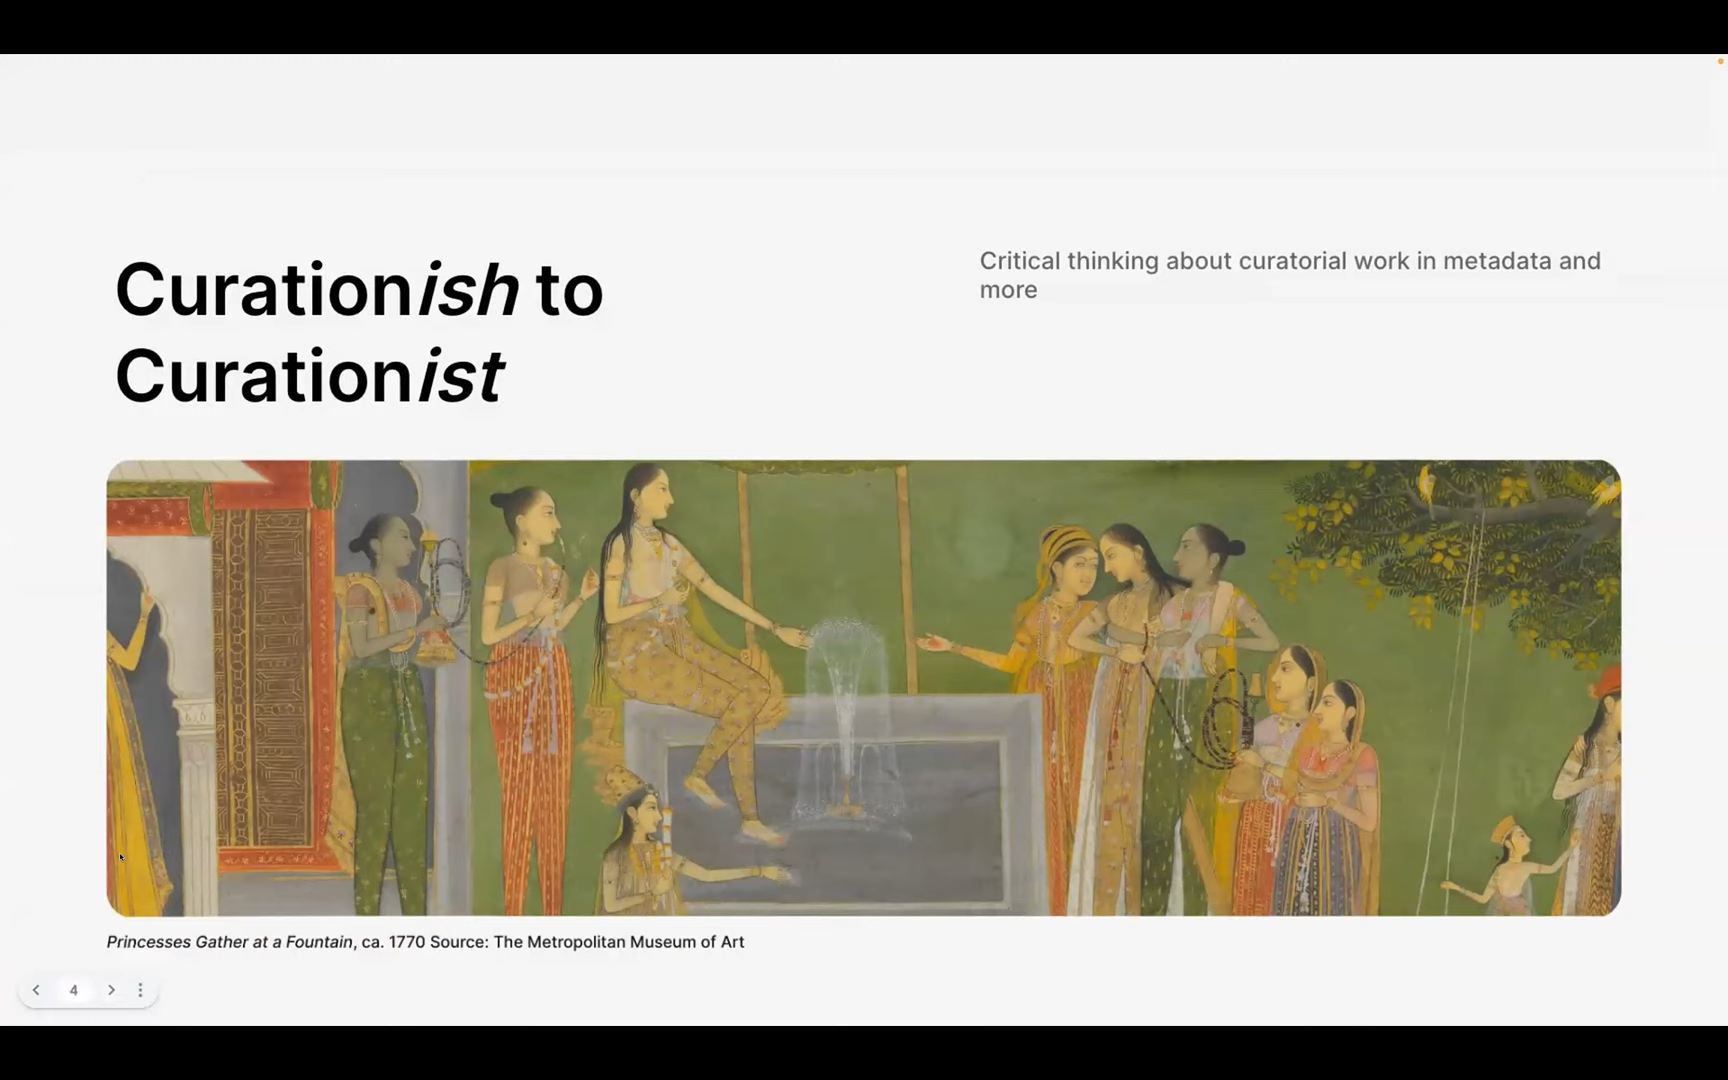 Curationish to
Curationist
Critical thinking about curatorial work in metadata and
more
Princesses Gather at a Fountain, ca. 1770 Source: The Metropolitan Museum of Art
4